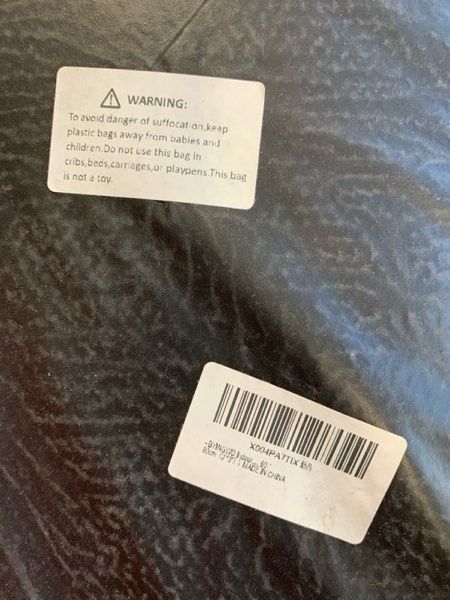 WARNING:
To avoid danger of suffocation,keep
plastic bags away from babies and
children.Do not use this bag in
cribs,beds,carriages,or playpens.This bag
is not a toy.
X004PA7TIX
MADE IN CHINA